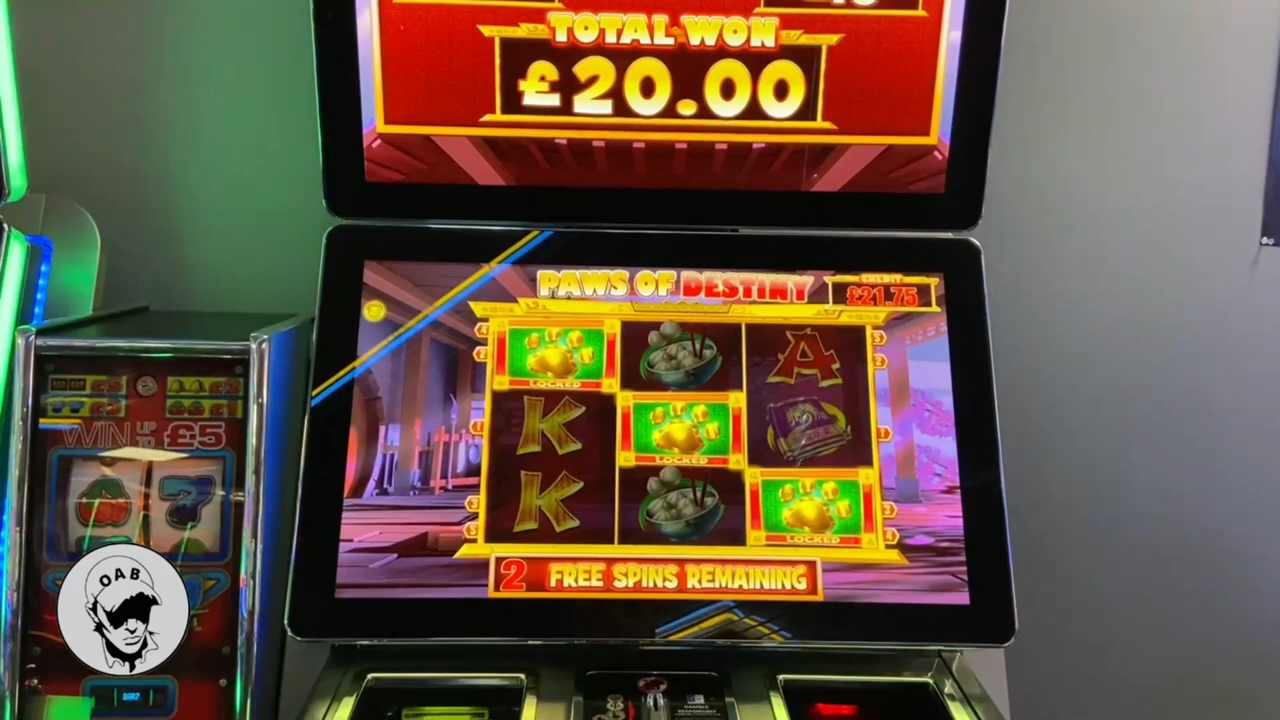 TOTAL WON
£20.00
PAWS OF DESTINY
CREDIT
£21.75
LOCKED
A
K
LOCKED
K
LOCKED
2 FREE SPINS REMAINING
WIN UP TO £5
7
OAB